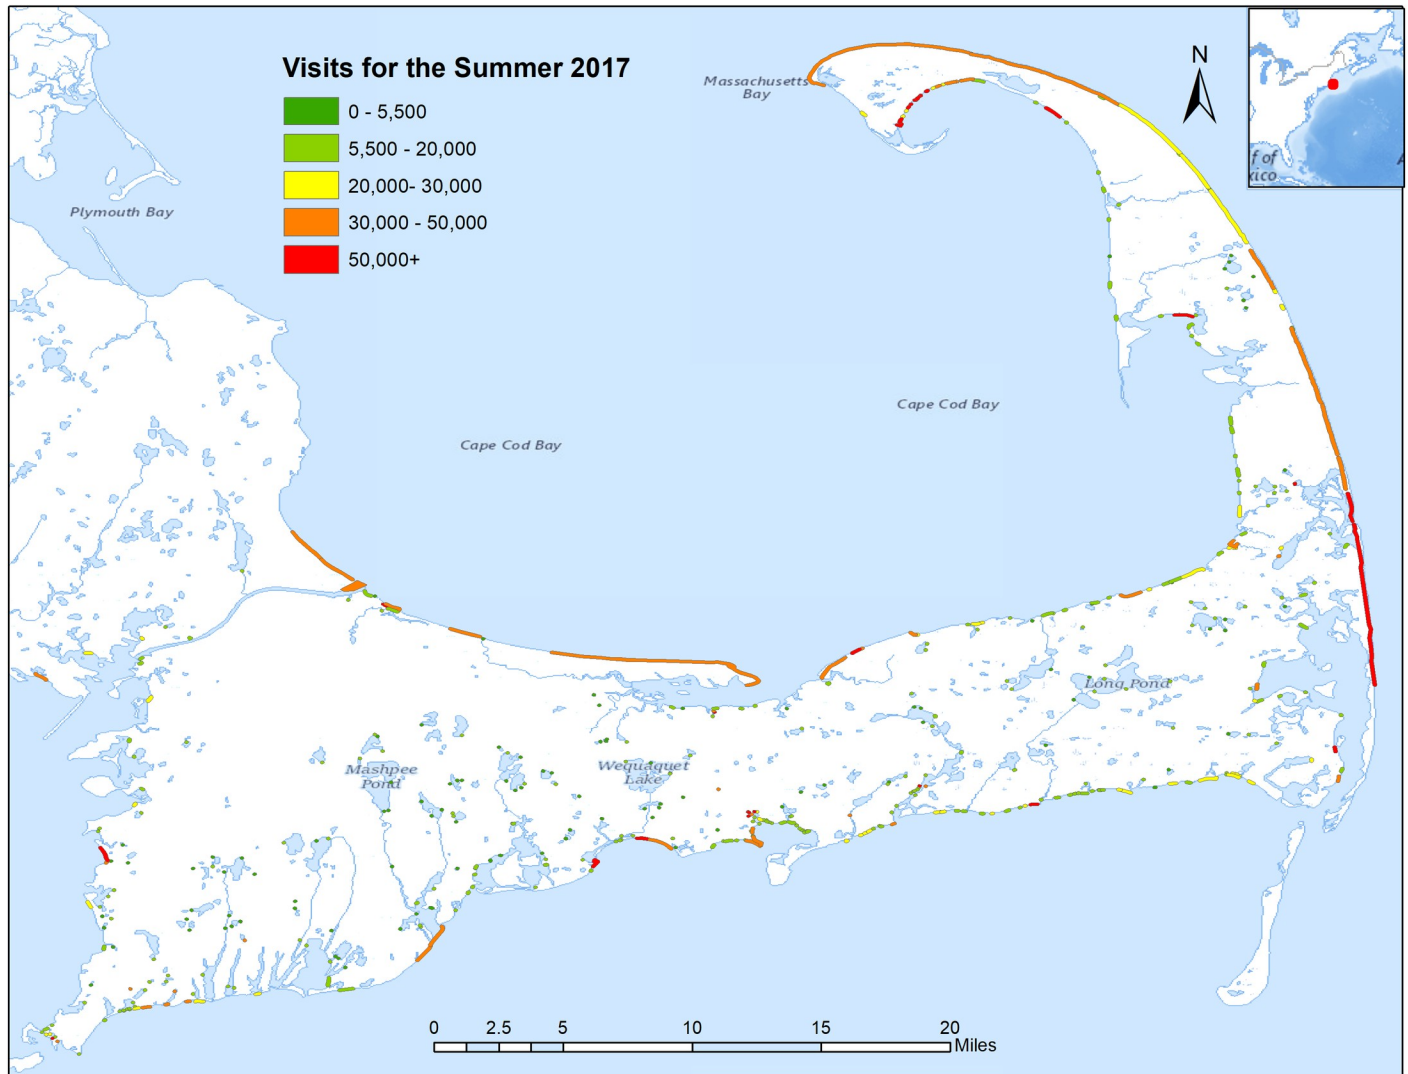 Visits for the Summer 2017
0 - 5,500
5,500 - 20,000
20,000- 30,000
30,000 - 50,000
50,000+
Massachusetts
Bay
N
f of
xico
A
Plymouth Bay
Cape Cod Bay
Cape Cod Bay
Long Pond
Mashpee
Pond
Wequaquet
Lake
0 2.5 5 10 15 20
Miles